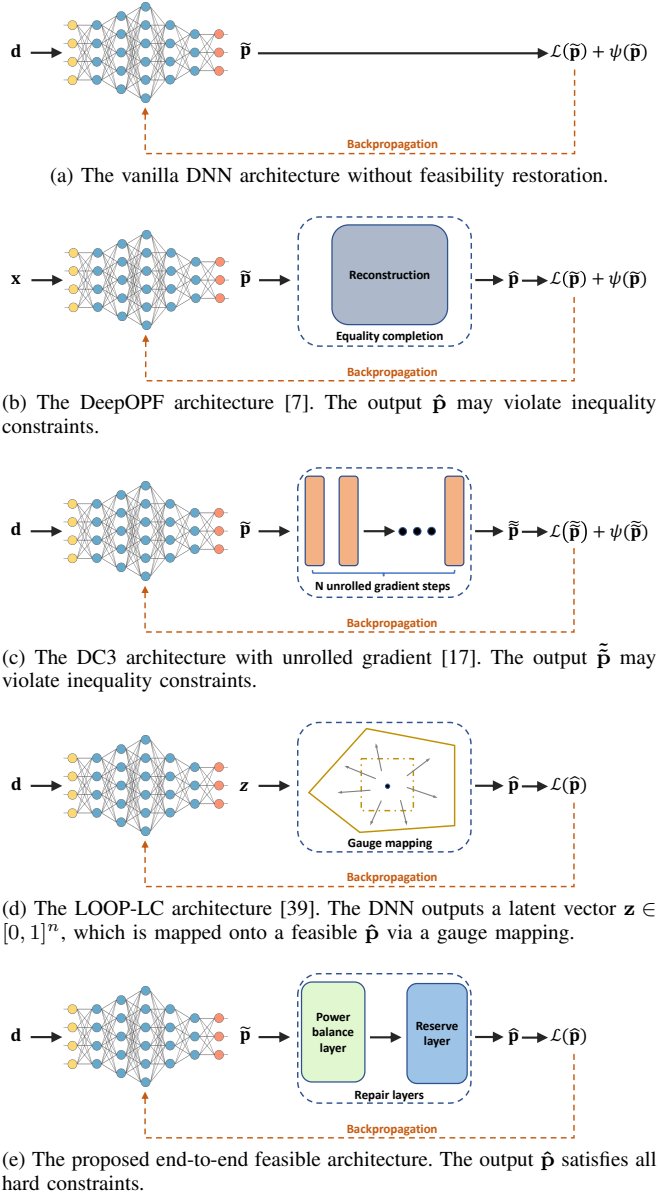 d p̃ ℒ(p̃) + ψ(p̃)
Backpropagation
(a) The vanilla DNN architecture without feasibility restoration.
x p̃ Reconstruction p̂ ℒ(p̃) + ψ(p̃)
Equality completion
Backpropagation
(b) The DeepOPF architecture [7]. The output p̂ may violate inequality
constraints.
d p̃ p̃̃ ℒ(p̃̃) + ψ(p̃̃)
N unrolled gradient steps
Backpropagation
(c) The DC3 architecture with unrolled gradient [17]. The output p̃̃ may
violate inequality constraints.
d z p̂ ℒ(p̂)
Gauge mapping
Backpropagation
(d) The LOOP-LC architecture [39]. The DNN outputs a latent vector z ∈
[0, 1]ⁿ, which is mapped onto a feasible p̂ via a gauge mapping.
d p̃ Power
balance
layer
Reserve
layer
p̂ ℒ(p̂)
Repair layers
Backpropagation
(e) The proposed end-to-end feasible architecture. The output p̂ satisfies all
hard constraints.